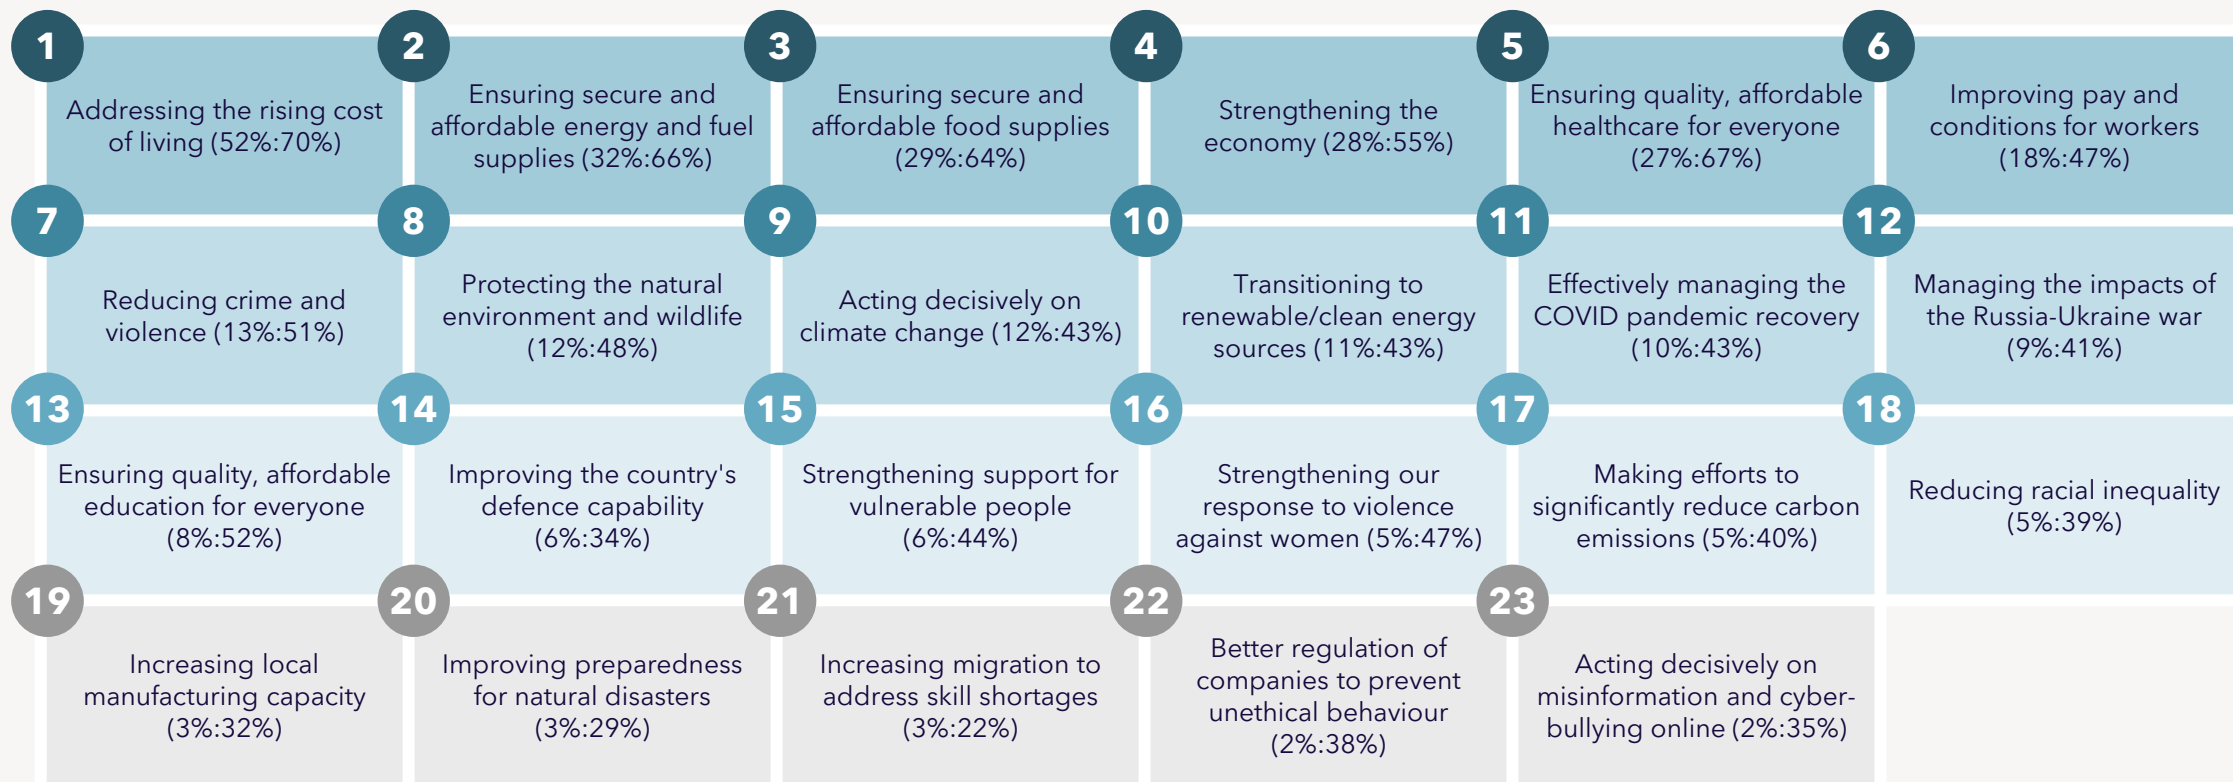 1
Addressing the rising cost
of living (52%:70%)
2
Ensuring secure and
affordable energy and fuel
supplies (32%:66%)
3
Ensuring secure and
affordable food supplies
(29%:64%)
4
Strengthening the
economy (28%:55%)
5
Ensuring quality, affordable
healthcare for everyone
(27%:67%)
6
Improving pay and
conditions for workers
(18%:47%)
7
Reducing crime and
violence (13%:51%)
8
Protecting the natural
environment and wildlife
(12%:48%)
9
Acting decisively on
climate change (12%:43%)
10
Transitioning to
renewable/clean energy
sources (11%:43%)
11
Effectively managing the
COVID pandemic recovery
(10%:43%)
12
Managing the impacts of
the Russia-Ukraine war
(9%:41%)
13
Ensuring quality, affordable
education for everyone
(8%:52%)
14
Improving the country's
defence capability
(6%:34%)
15
Strengthening support for
vulnerable people
(6%:44%)
16
Strengthening our
response to violence
against women (5%:47%)
17
Making efforts to
significantly reduce carbon
emissions (5%:40%)
18
Reducing racial inequality
(5%:39%)
19
Increasing local
manufacturing capacity
(3%:32%)
20
Improving preparedness
for natural disasters
(3%:29%)
21
Increasing migration to
address skill shortages
(3%:22%)
22
Better regulation of
companies to prevent
unethical behaviour
(2%:38%)
23
Acting decisively on
misinformation and cyber-
bullying online (2%:35%)